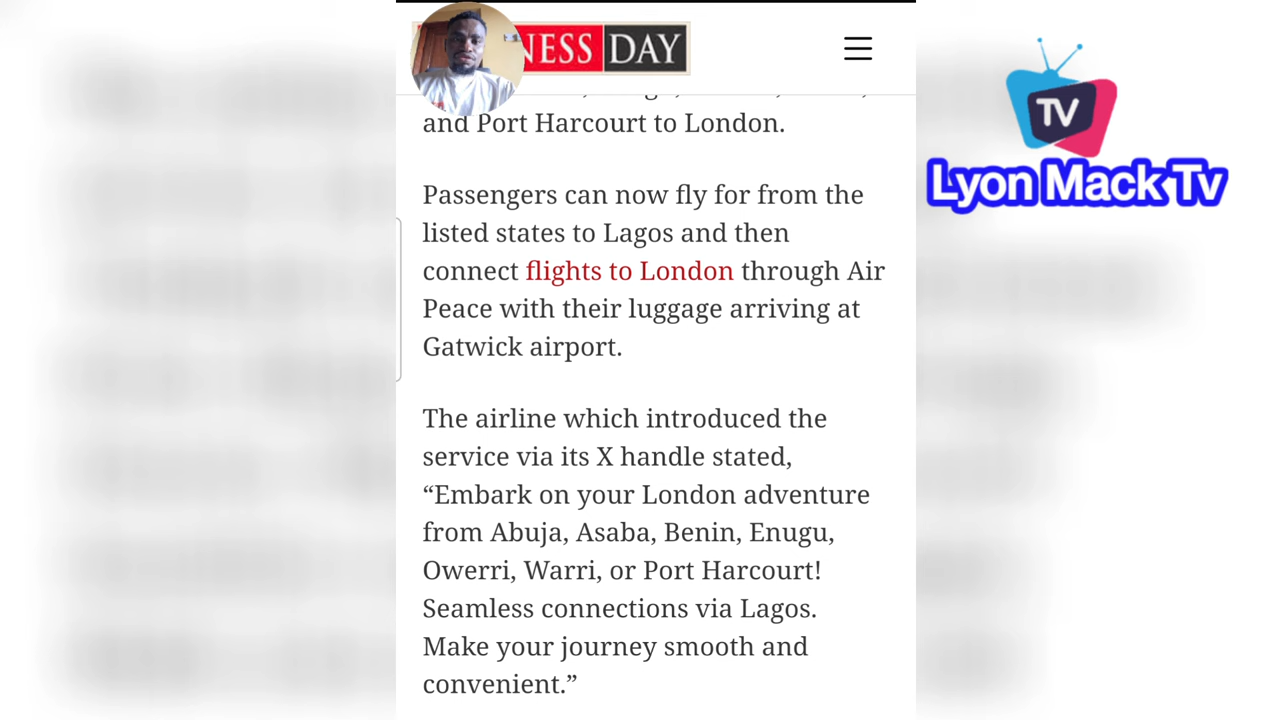 NESS DAY
and Port Harcourt to London.
Passengers can now fly for from the
listed states to Lagos and then
connect flights to London through Air
Peace with their luggage arriving at
Gatwick airport.
The airline which introduced the
service via its X handle stated,
“Embark on your London adventure
from Abuja, Asaba, Benin, Enugu,
Owerri, Warri, or Port Harcourt!
Seamless connections via Lagos.
Make your journey smooth and
convenient.”
TV
Lyon Mack Tv